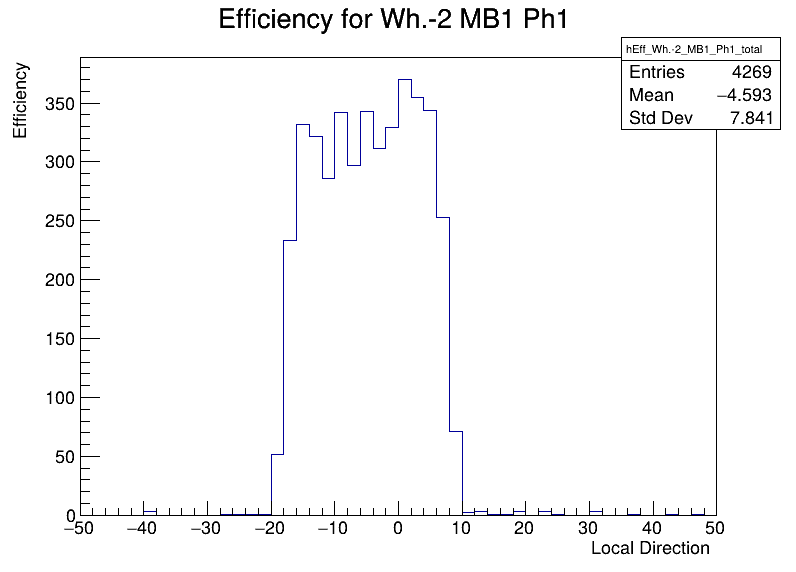 Efficiency for Wh.-2 MB1 Ph1
hEff_Wh.-2_MB1_Ph1_total
Entries 4269
Mean −4.593
Std Dev 7.841
Efficiency
350
300
250
200
150
100
50
0
−50 −40 −30 −20 −10 0 10 20 30 40 50
Local Direction